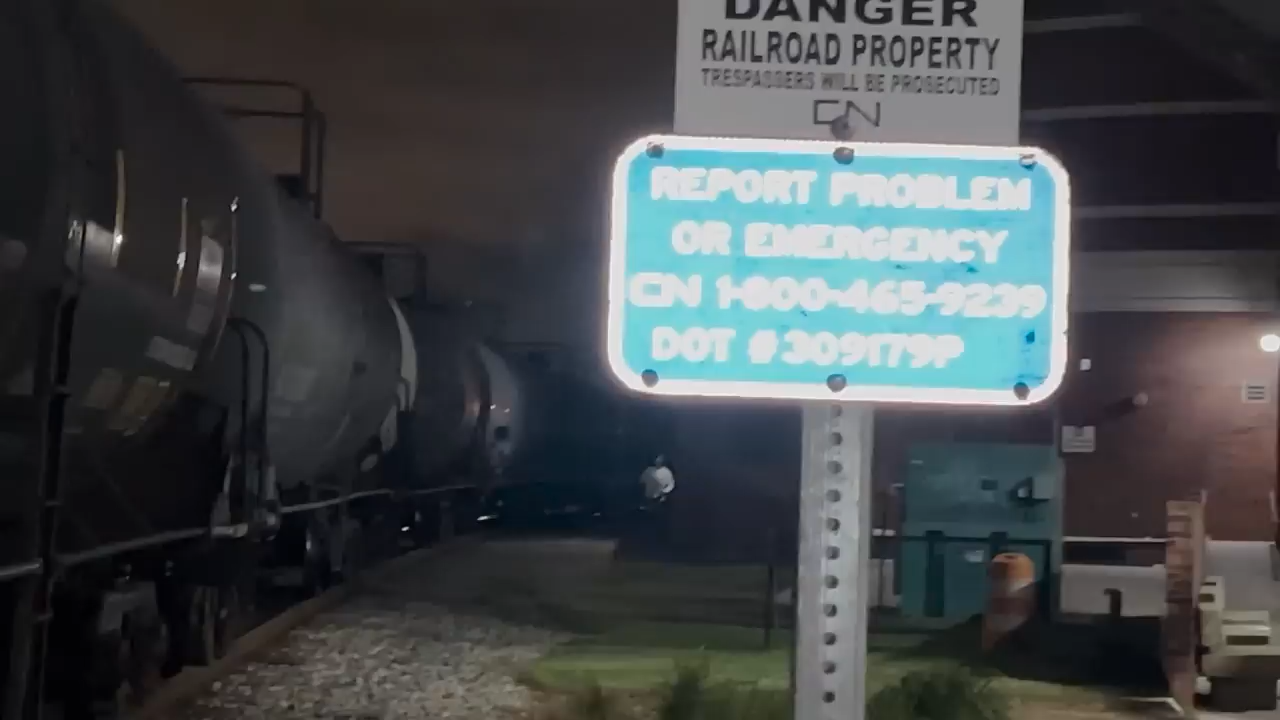 DANGER
RAILROAD PROPERTY
TRESPASSERS WILL BE PROSECUTED
CN
REPORT PROBLEM
OR EMERGENCY
CN 1-800-465-9239
DOT #309179P